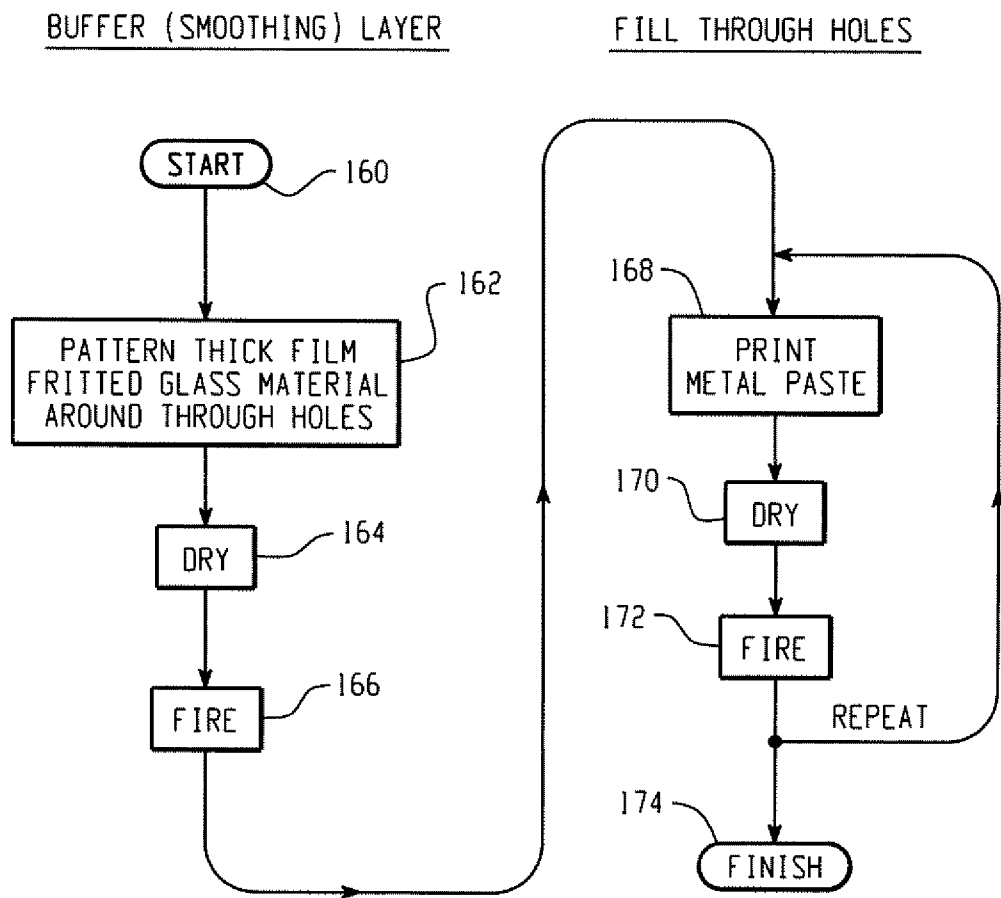 BUFFER (SMOOTHING) LAYER
START
160
162
PATTERN THICK FILM
FRITTED GLASS MATERIAL
AROUND THROUGH HOLES
DRY
164
FIRE
166
FILL THROUGH HOLES
168
PRINT
METAL PASTE
170
DRY
172
FIRE
REPEAT
174
FINISH